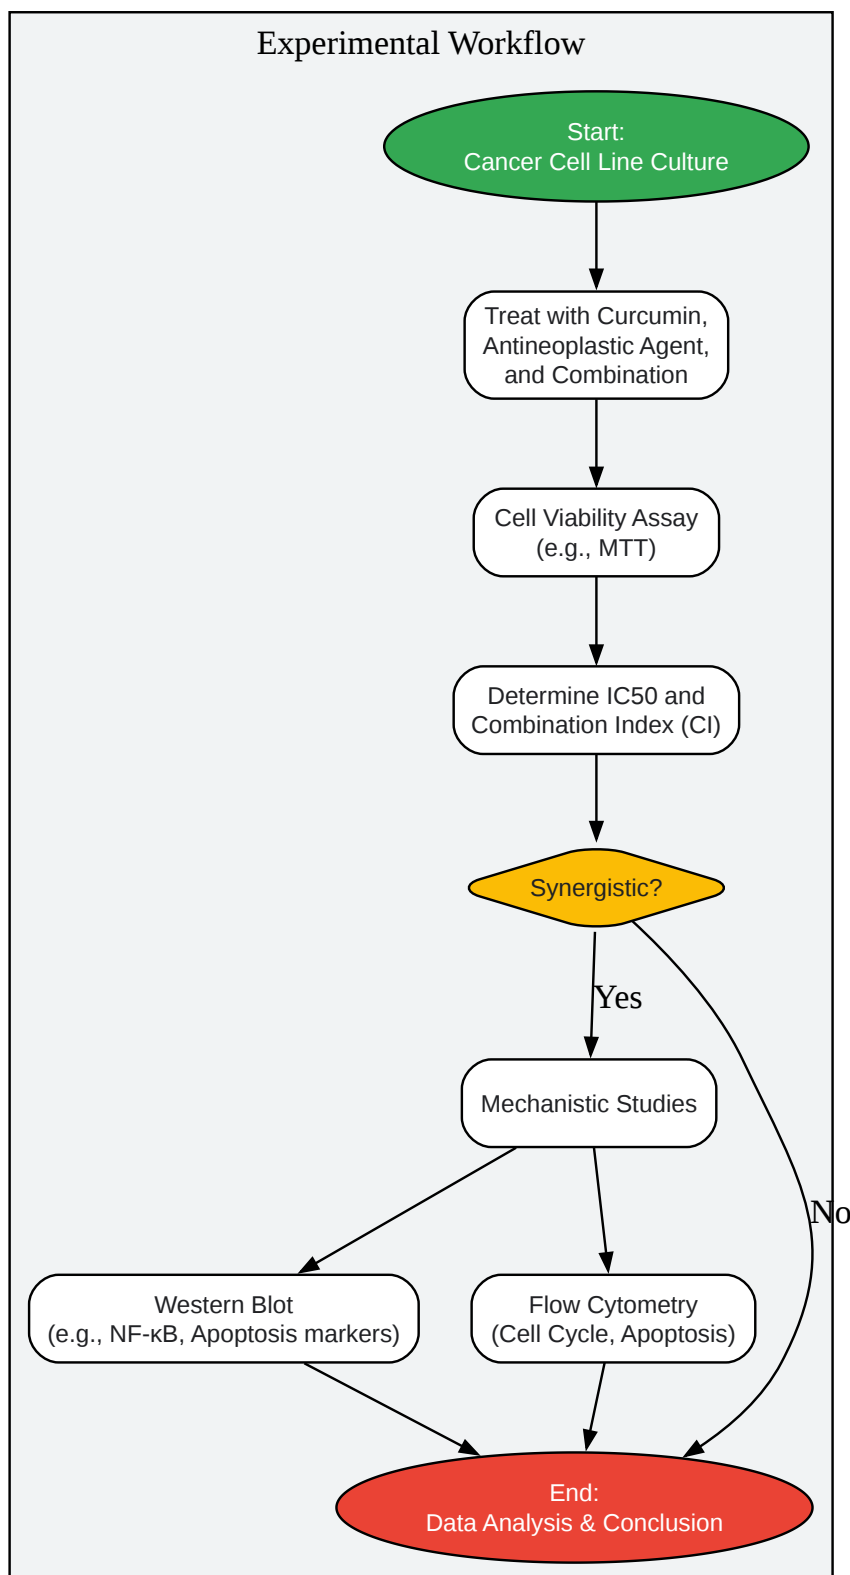 Experimental Workflow
Start:
Cancer Cell Line Culture
Treat with Curcumin,
Antineoplastic Agent,
and Combination
Cell Viability Assay
(e.g., MTT)
Determine IC50 and
Combination Index (CI)
Synergistic?
Yes
Mechanistic Studies
No
Western Blot
(e.g., NF-κB, Apoptosis markers)
Flow Cytometry
(Cell Cycle, Apoptosis)
End:
Data Analysis & Conclusion